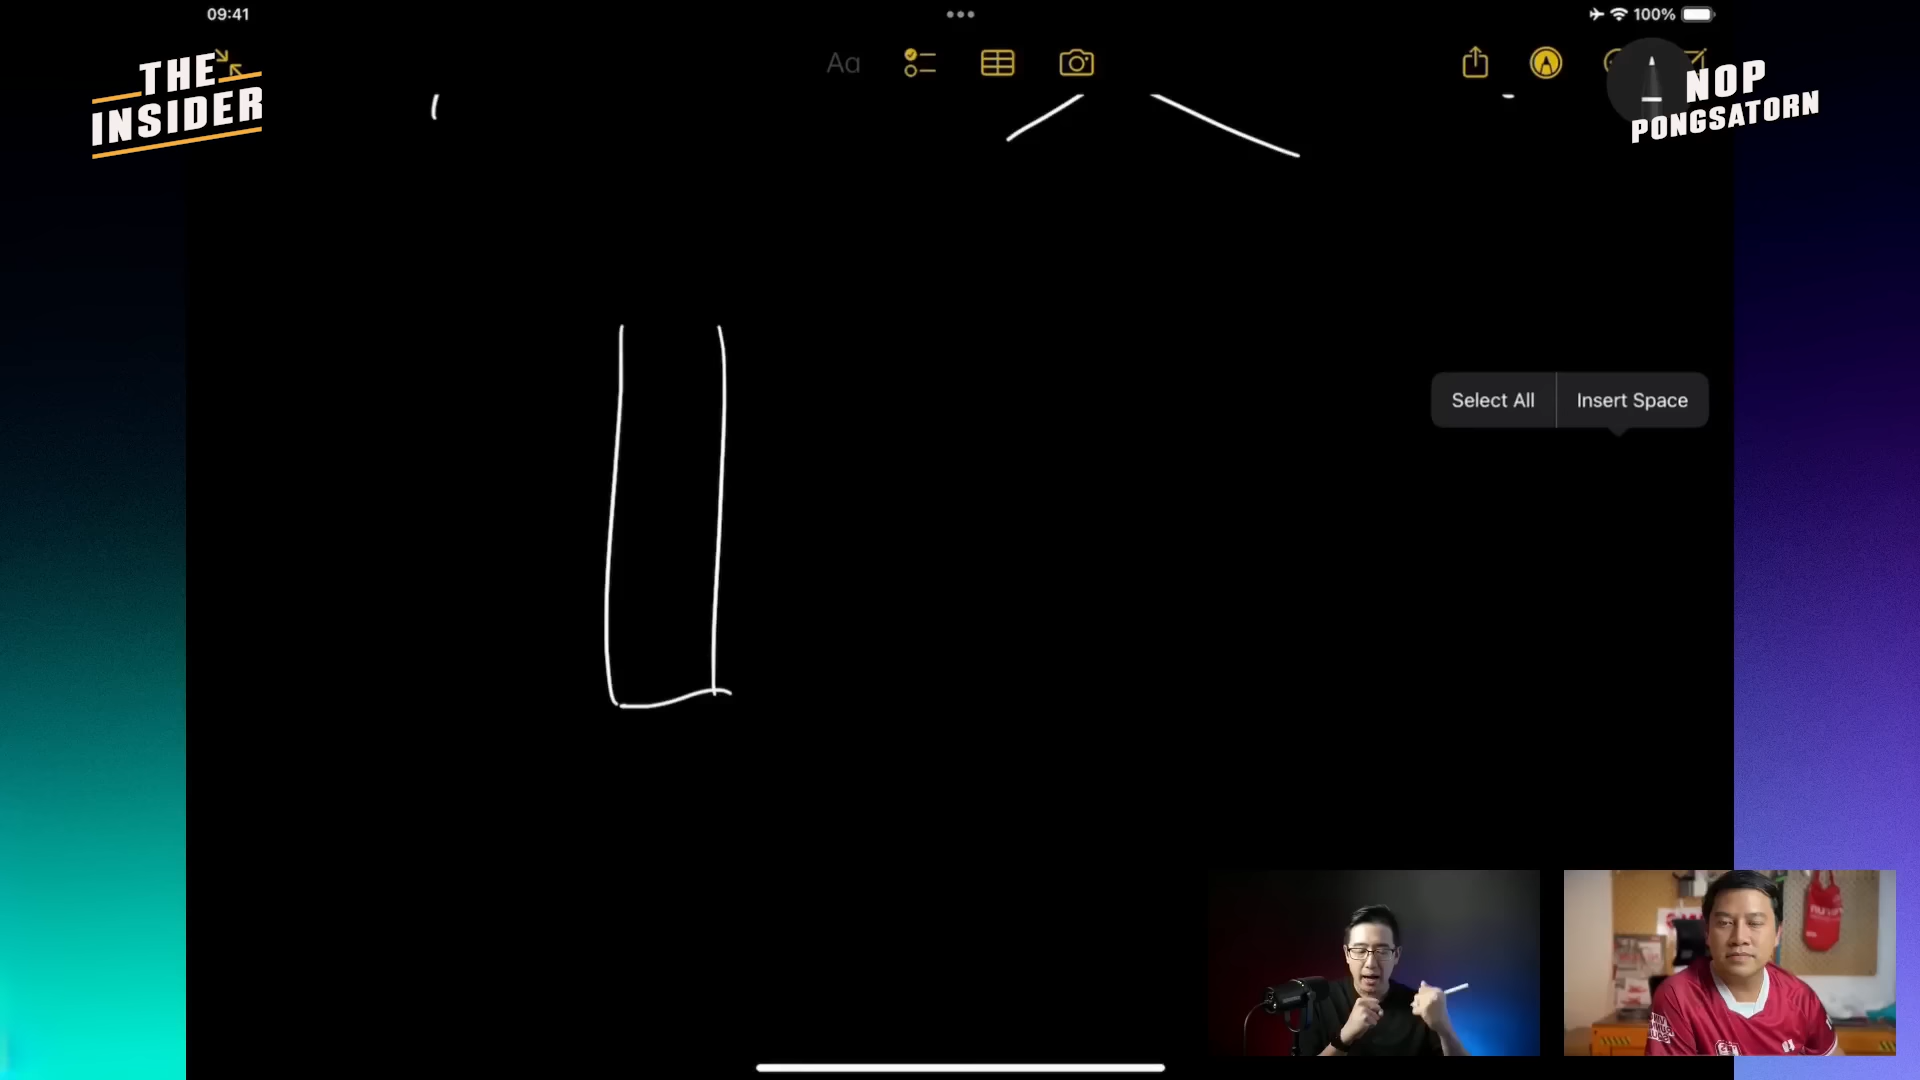 09:41
100%
THE
INSIDER
Aa
NOP
PONGSATORN
Select All
Insert Space